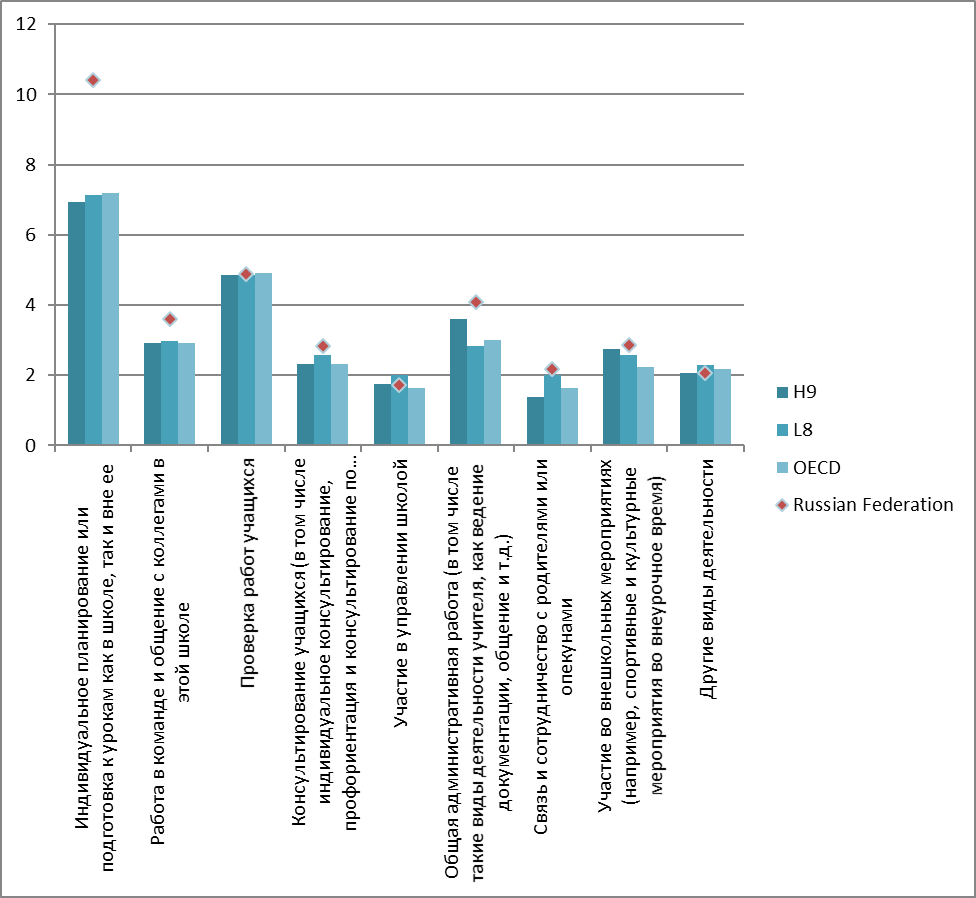 12
10
8
6
4
2
0
Индивидуальное планирование или
подготовка к урокам как в школе, так и вне ее
Работа в команде и общение с коллегами в
этой школе
Проверка работ учащихся
Консультирование учащихся (в том числе
индивидуальное консультирование,
профориентация и консультирование по...
Участие в управлении школой
Общая административная работа (в том числе
такие виды деятельности учителя, как ведение
документации, общение и т.д.)
Связь и сотрудничество с родителями или
опекунами
Участие во внешкольных мероприятиях
(например, спортивные и культурные
мероприятия во внеурочное время)
Другие виды деятельности
H9
L8
OECD
Russian Federation